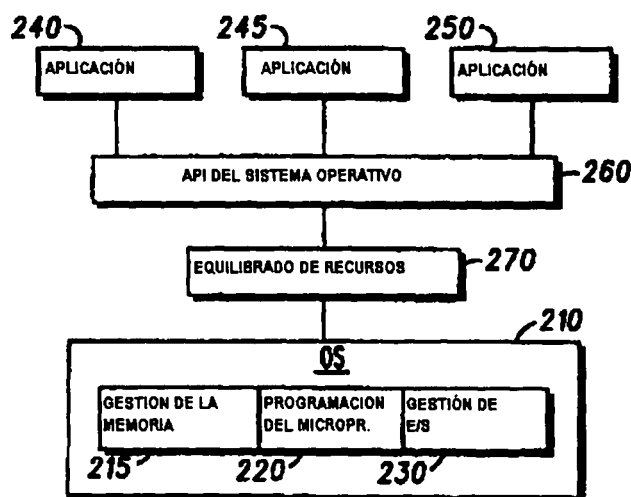 240 245 250
APLICACIÓN APLICACIÓN APLICACIÓN
API DEL SISTEMA OPERATIVO 260
EQUILIBRADO DE RECURSOS 270
210
OS
GESTION DE LA PROGRAMACION GESTIÓN DE
MEMORIA DEL MICROPR. E/S
215 220 230